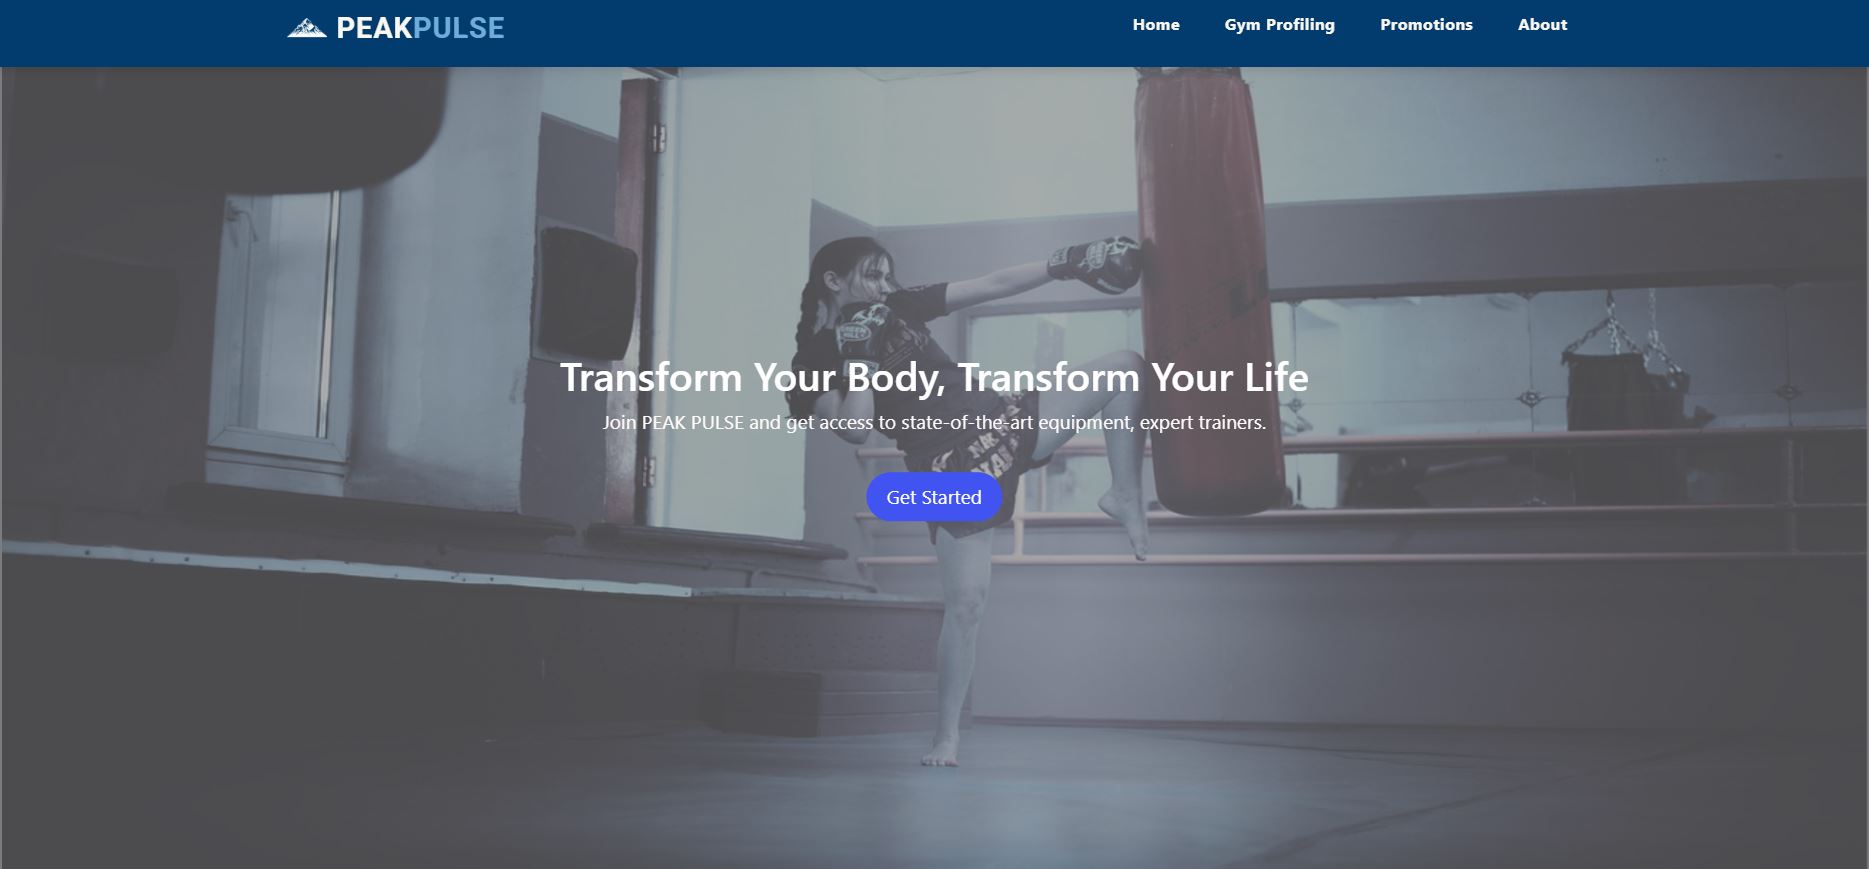 PEAKPULSE
Home Gym Profiling Promotions About
Transform Your Body, Transform Your Life
Join PEAK PULSE and get access to state-of-the-art equipment, expert trainers.
Get Started